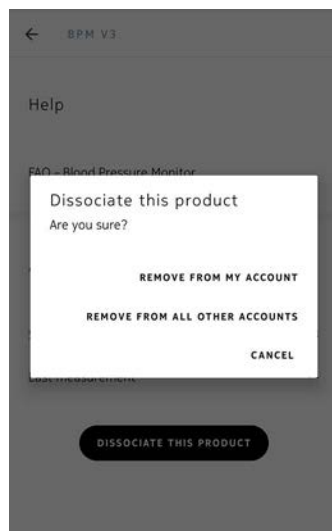 BPM V3
Help
FAQ - Blood Pressure Monitor
Dissociate this product
Are you sure?
REMOVE FROM MY ACCOUNT
REMOVE FROM ALL OTHER ACCOUNTS
CANCEL
Last measurement
DISSOCIATE THIS PRODUCT